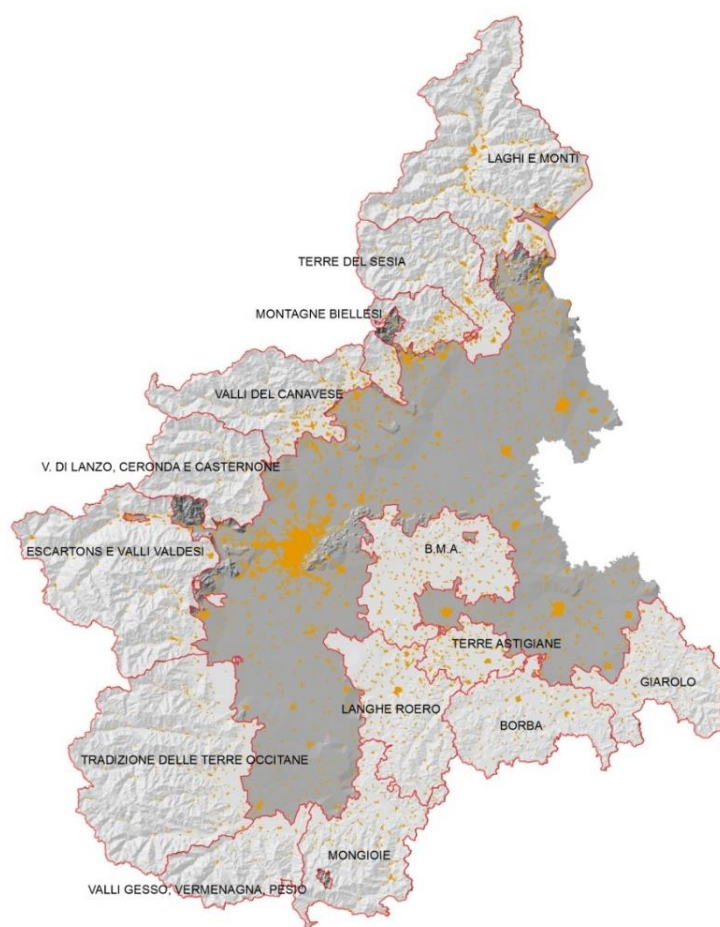 LAGHI E MONTI
TERRE DEL SESIA
MONTAGNE BIELLESI
VALLI DEL CANAVESE
V. DI LANZO, CERONDA E CASTERNONE
ESCARTONS E VALLI VALDESI
B.M.A.
TERRE ASTIGIANE
GIAROLO
LANGHE ROERO
BORBA
TRADIZIONE DELLE TERRE OCCITANE
MONGIOIE
VALLI GESSO, VERMENAGNA, PESIO